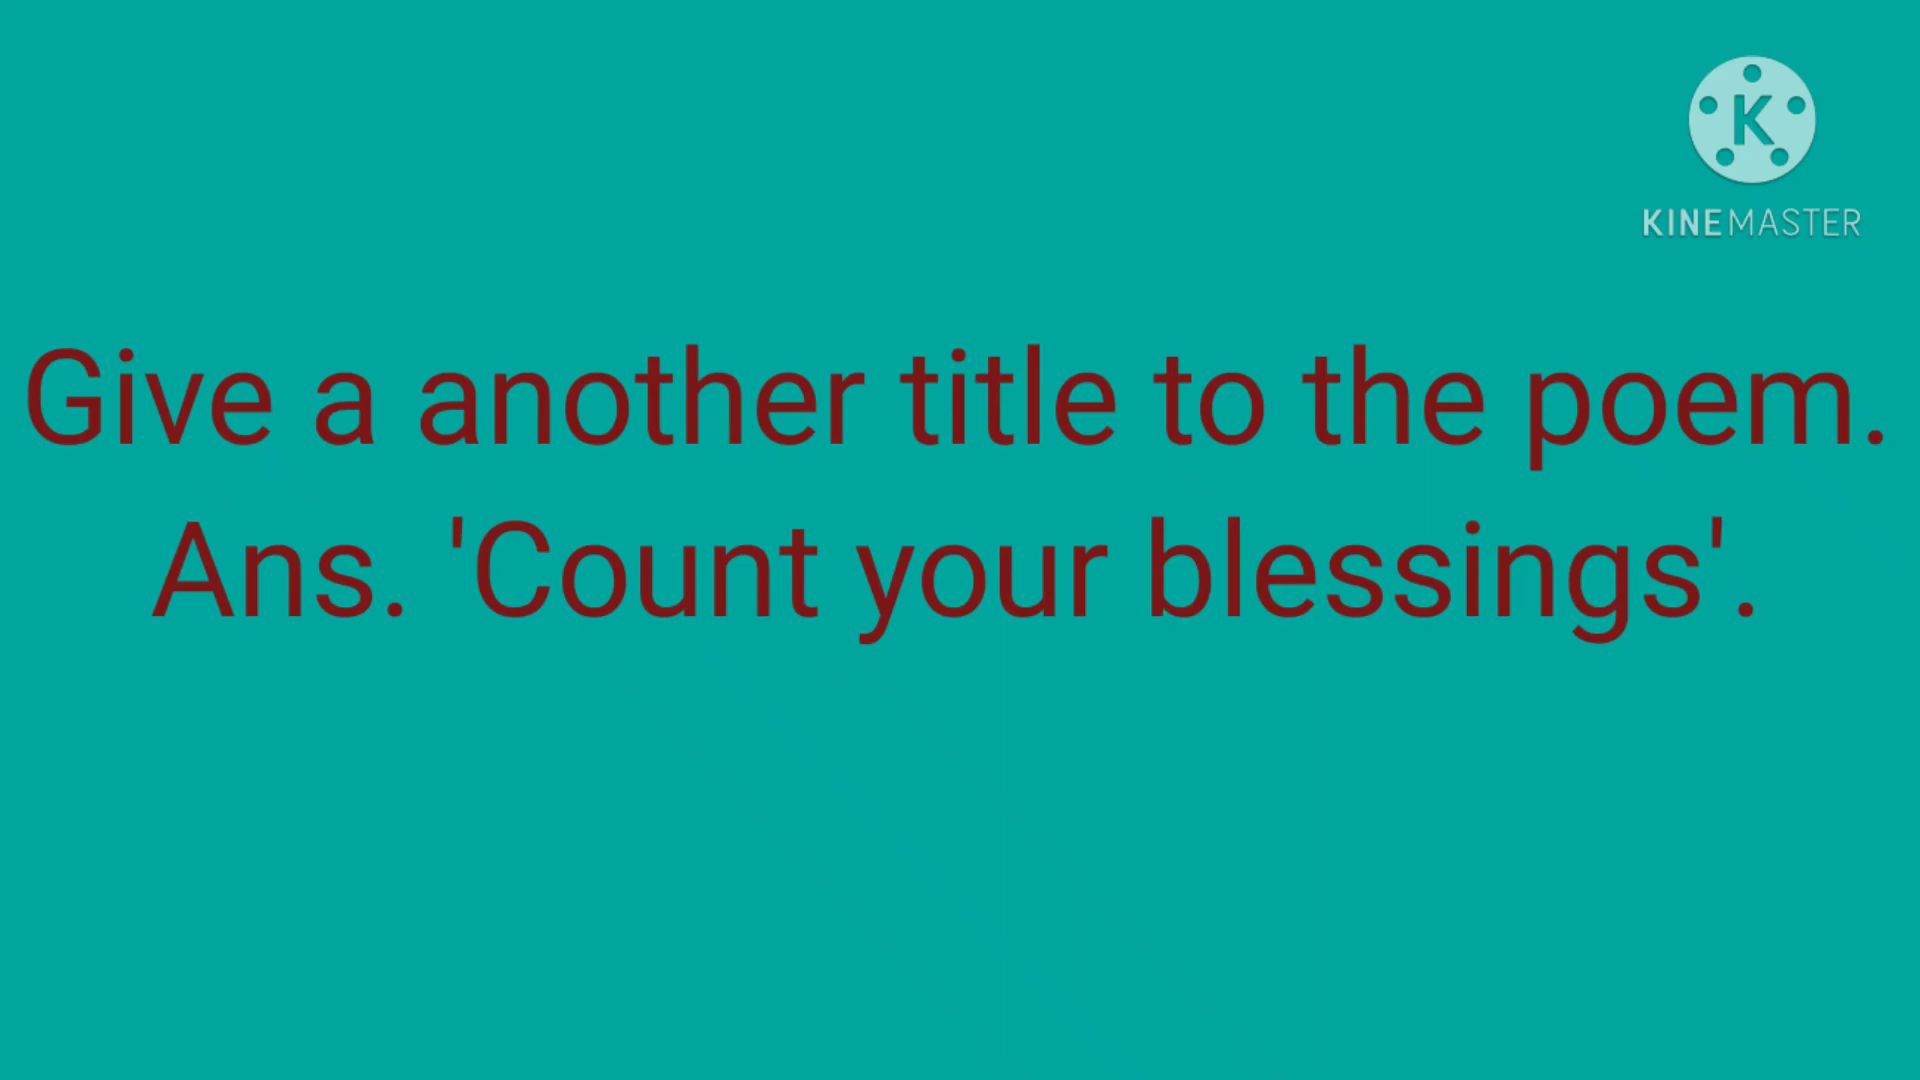 K
KINEMASTER
Give a another title to the poem.
Ans. 'Count your blessings'.